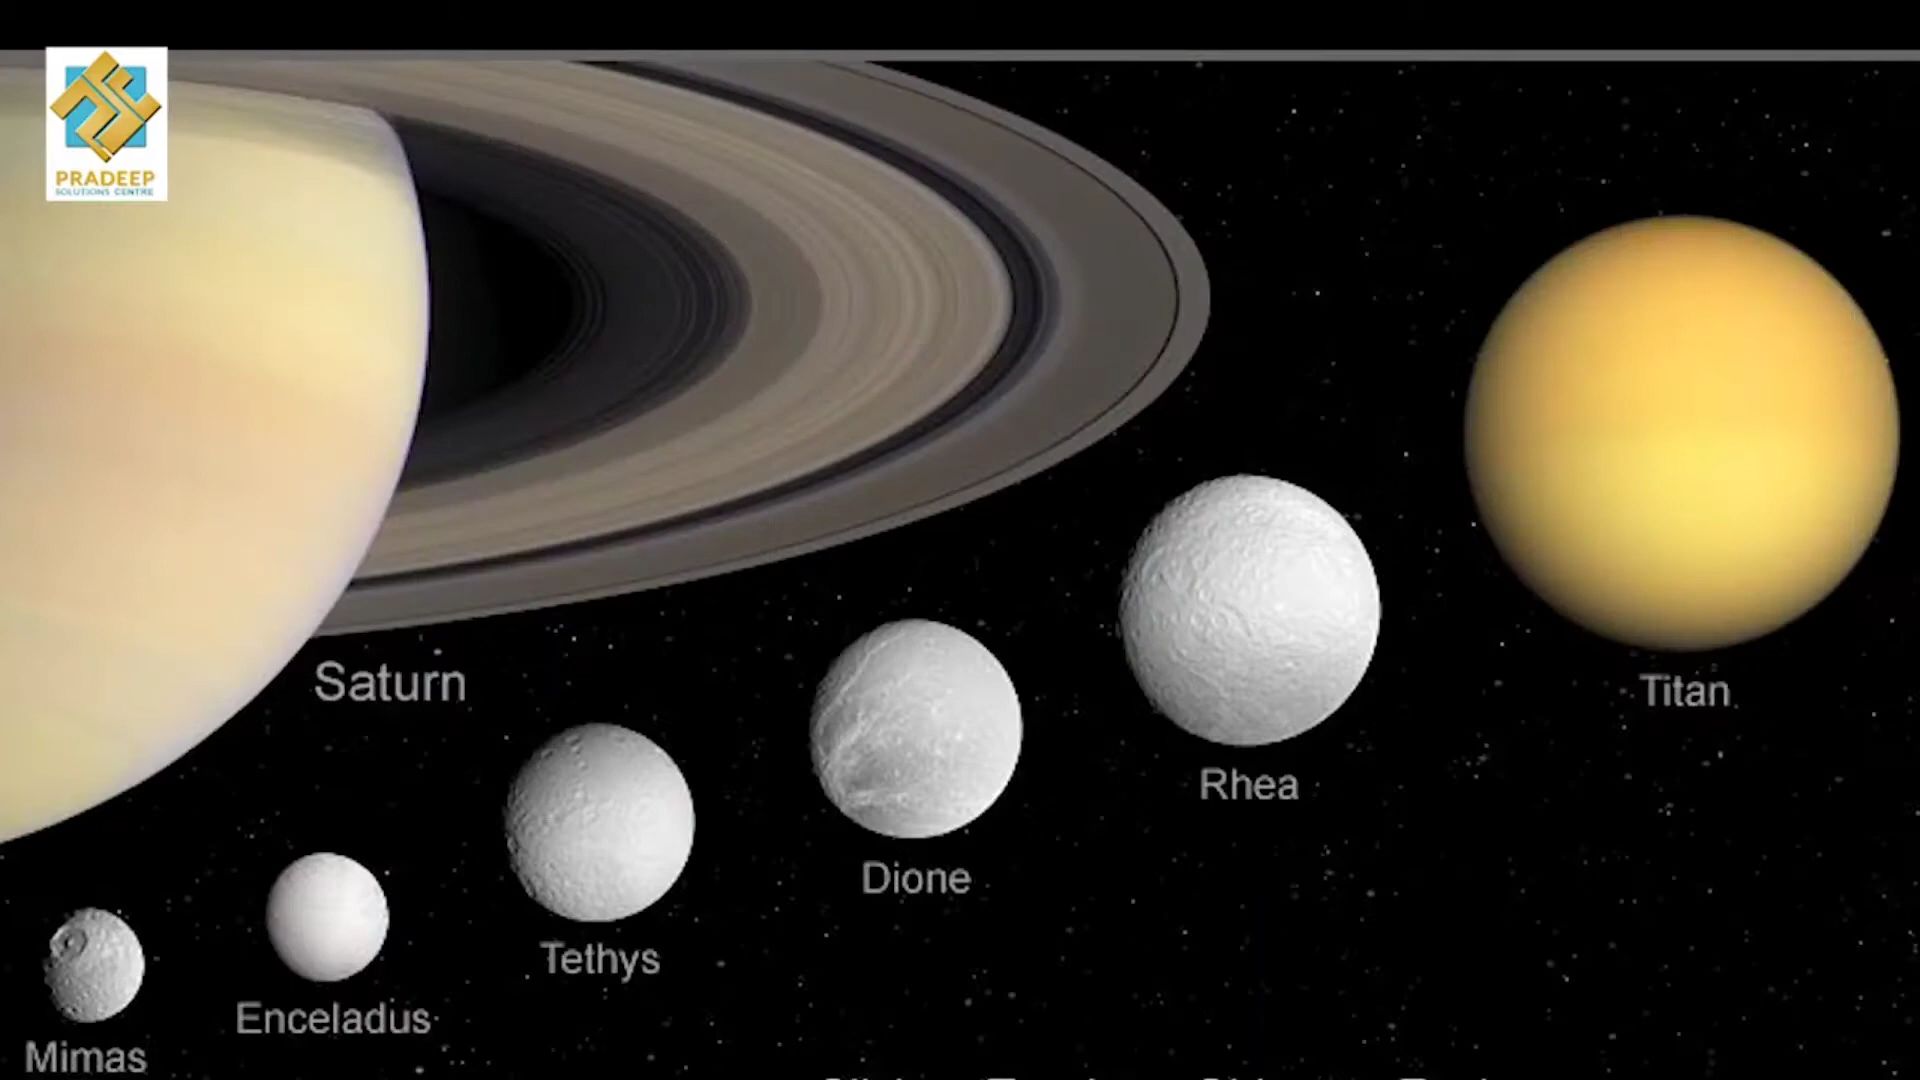 PRADEEP
SOLUTIONS CENTRE
Saturn
Titan
Rhea
Dione
Tethys
Enceladus
Mimas